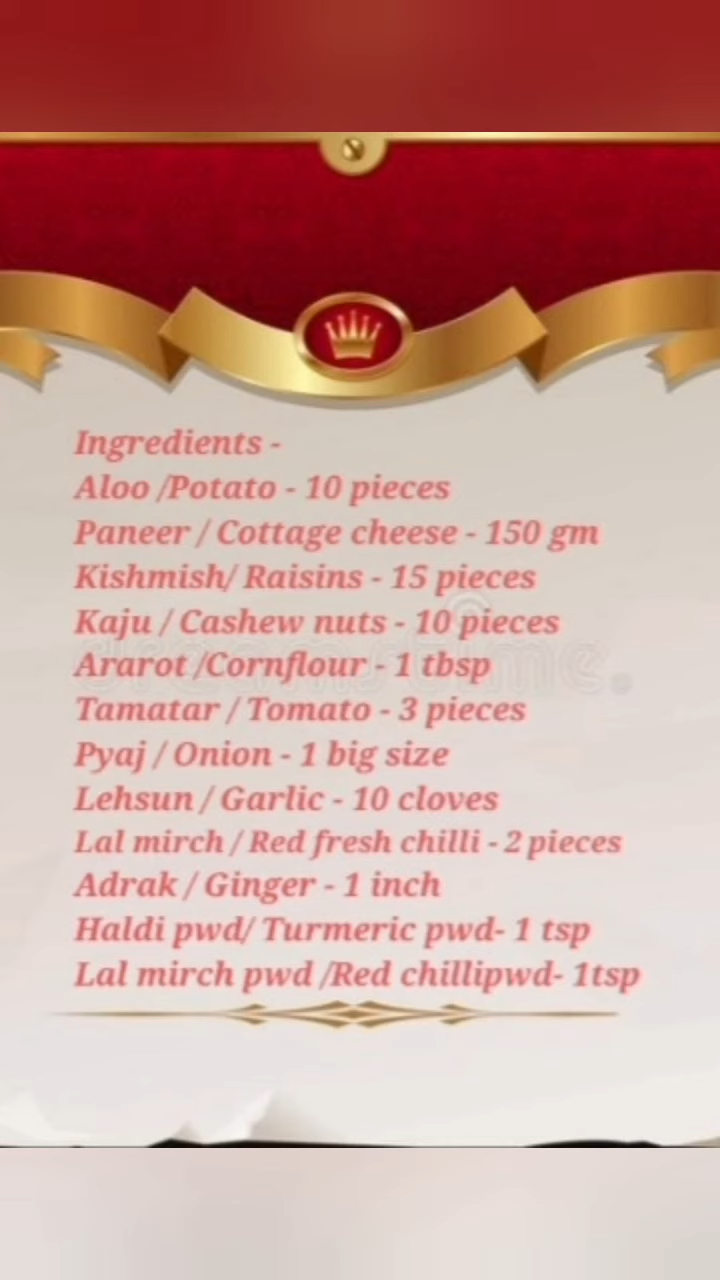 Ingredients -
Aloo /Potato - 10 pieces
Paneer / Cottage cheese - 150 gm
Kishmish/ Raisins - 15 pieces
Kaju / Cashew nuts - 10 pieces
Ararot /Cornflour - 1 tbsp
dreamstime.
Tamatar / Tomato - 3 pieces
Pyaj / Onion - 1 big size
Lehsun / Garlic - 10 cloves
Lal mirch / Red fresh chilli - 2 pieces
Adrak / Ginger - 1 inch
Haldi pwd/ Turmeric pwd- 1 tsp
Lal mirch pwd /Red chillipwd- 1tsp